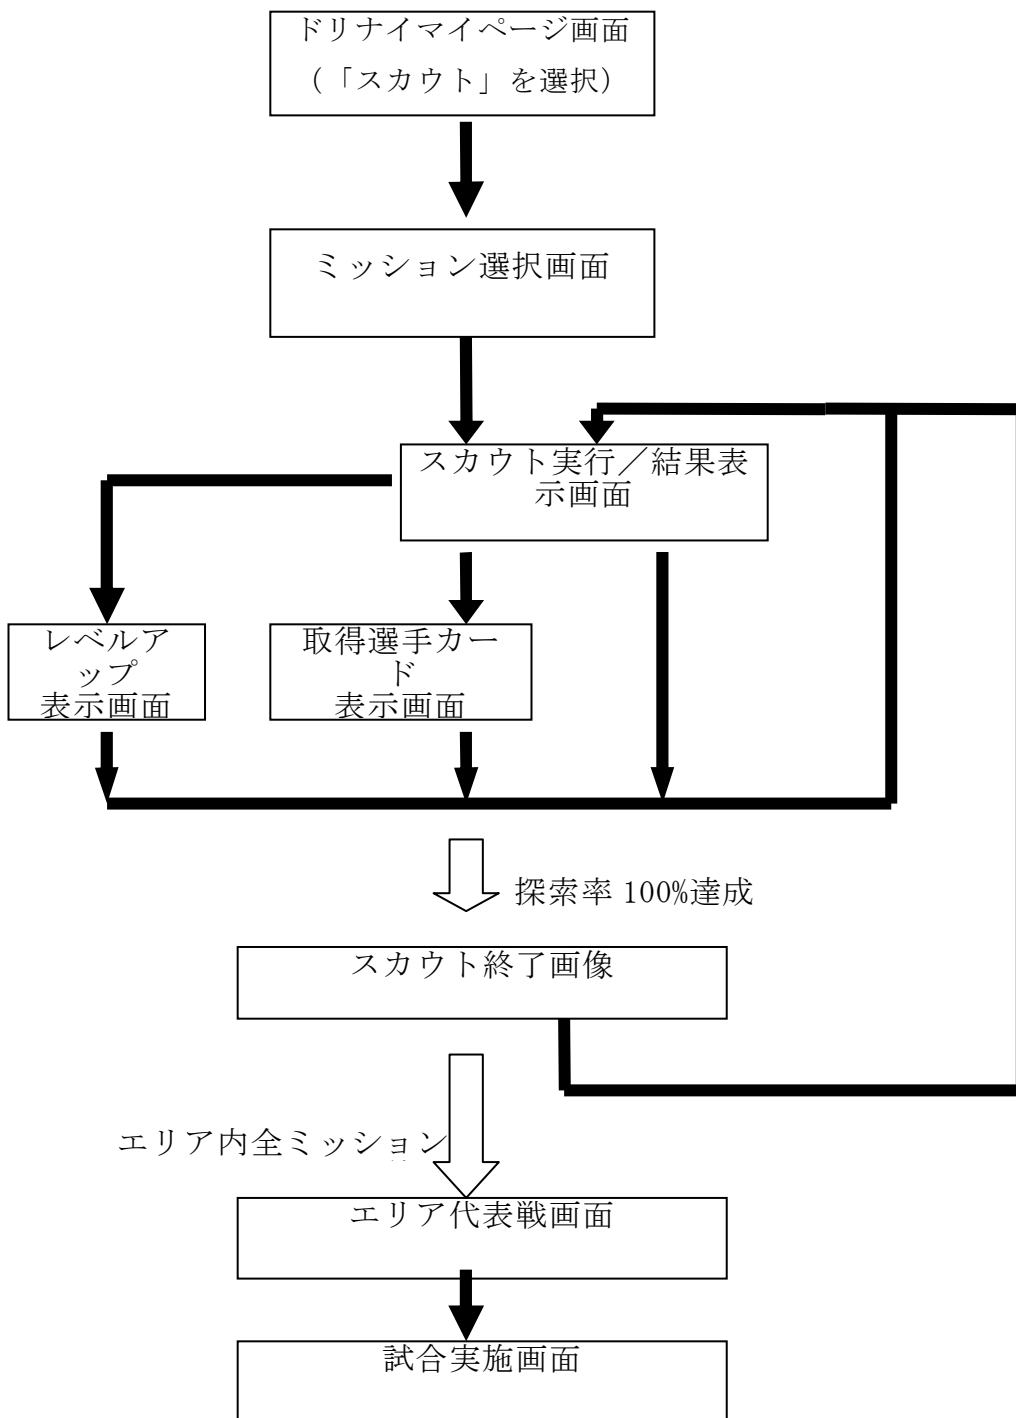 ドリナイマイページ画面
（「スカウト」を選択）
ミッション選択画面
スカウト実行／結果表
示画面
レベルア
ップ
表示画面
取得選手カー
ド
表示画面
探索率 100%達成
スカウト終了画像
エリア内全ミッション
エリア代表戦画面
試合実施画面